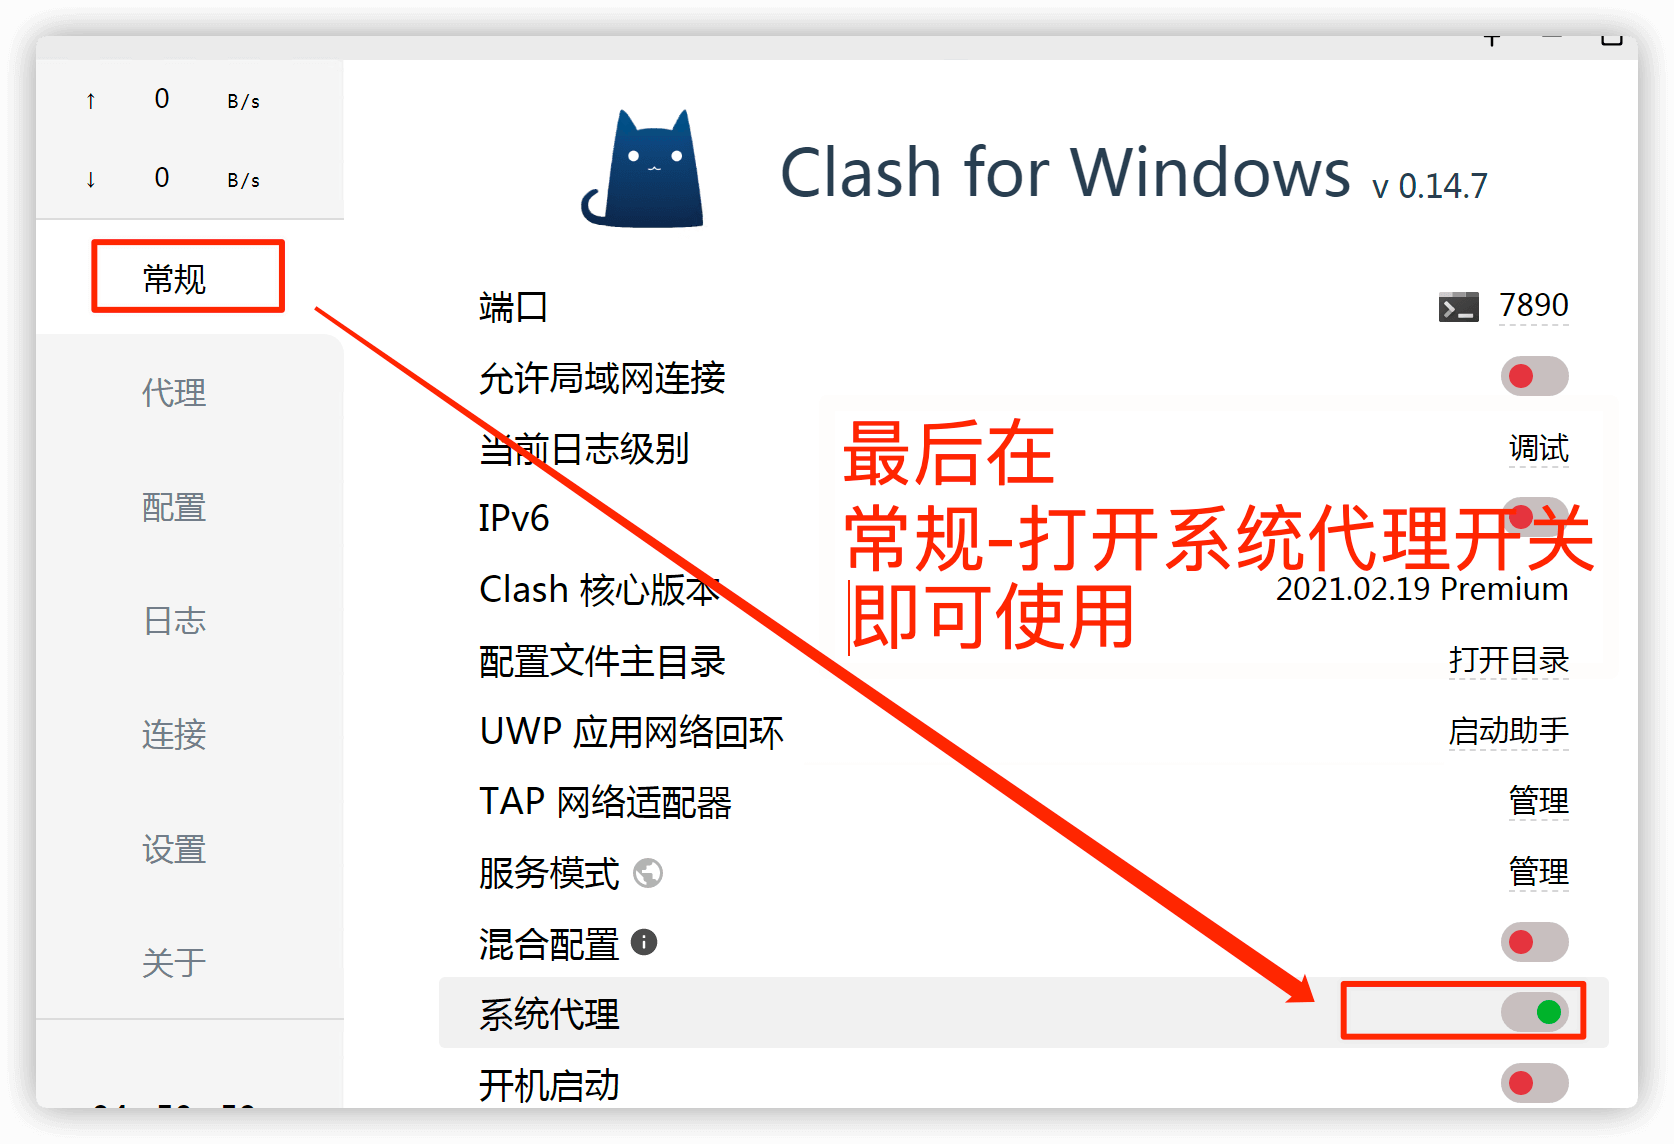 ↑ 0 B/s
↓ 0 B/s
常规
代理
配置
日志
连接
设置
关于
Clash for Windows v 0.14.7
端口 7890
允许局域网连接
当前日志级别 调试
IPv6
Clash 核心版本 2021.02.19 Premium
配置文件主目录 打开目录
UWP 应用网络回环 启动助手
TAP 网络适配器 管理
服务模式 管理
混合配置
系统代理
开机启动
最后在
常规-打开系统代理开关
即可使用